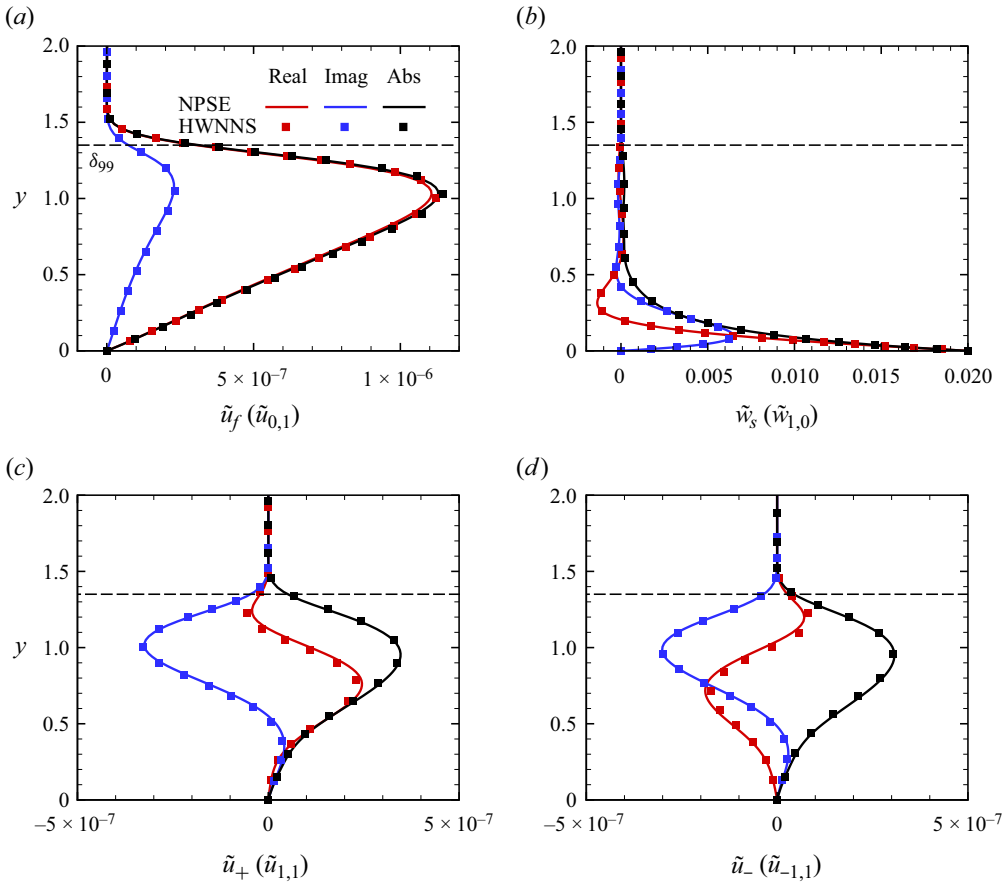 (a)
2.0
1.5
1.0
0.5
0
y
δ99
Real Imag Abs
NPSE
HWNNS
0 5 × 10−7 1 × 10−6
ũf (ũ0,1)
(b)
2.0
1.5
1.0
0.5
0
0 0.005 0.010 0.015 0.020
w̃s (w̃1,0)
(c)
2.0
1.5
1.0
0.5
0
y
−5 × 10−7 0 5 × 10−7
ũ+ (ũ1,1)
(d)
2.0
1.5
1.0
0.5
0
−5 × 10−7 0 5 × 10−7
ũ− (ũ−1,1)